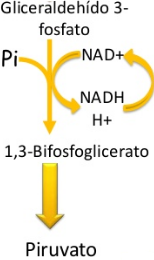 Gliceraldehído 3-
fosfato
Pi
NAD+
NADH
H+
1,3-Bifosfoglicerato
Piruvato